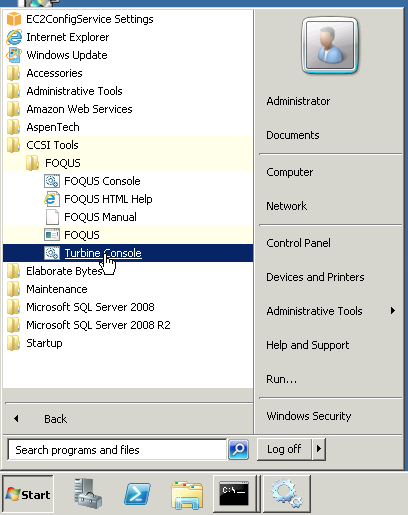 EC2ConfigService Settings
Internet Explorer
Windows Update
Accessories
Administrative Tools
Amazon Web Services
AspenTech
CCSI Tools
FOQUS
FOQUS Console
FOQUS HTML Help
FOQUS Manual
FOQUS
Turbine Console
Elaborate Bytes
Maintenance
Microsoft SQL Server 2008
Microsoft SQL Server 2008 R2
Startup
Back
Search programs and files
Administrator
Documents
Computer
Network
Control Panel
Devices and Printers
Administrative Tools
Help and Support
Run...
Windows Security
Log off
Start
C:\.